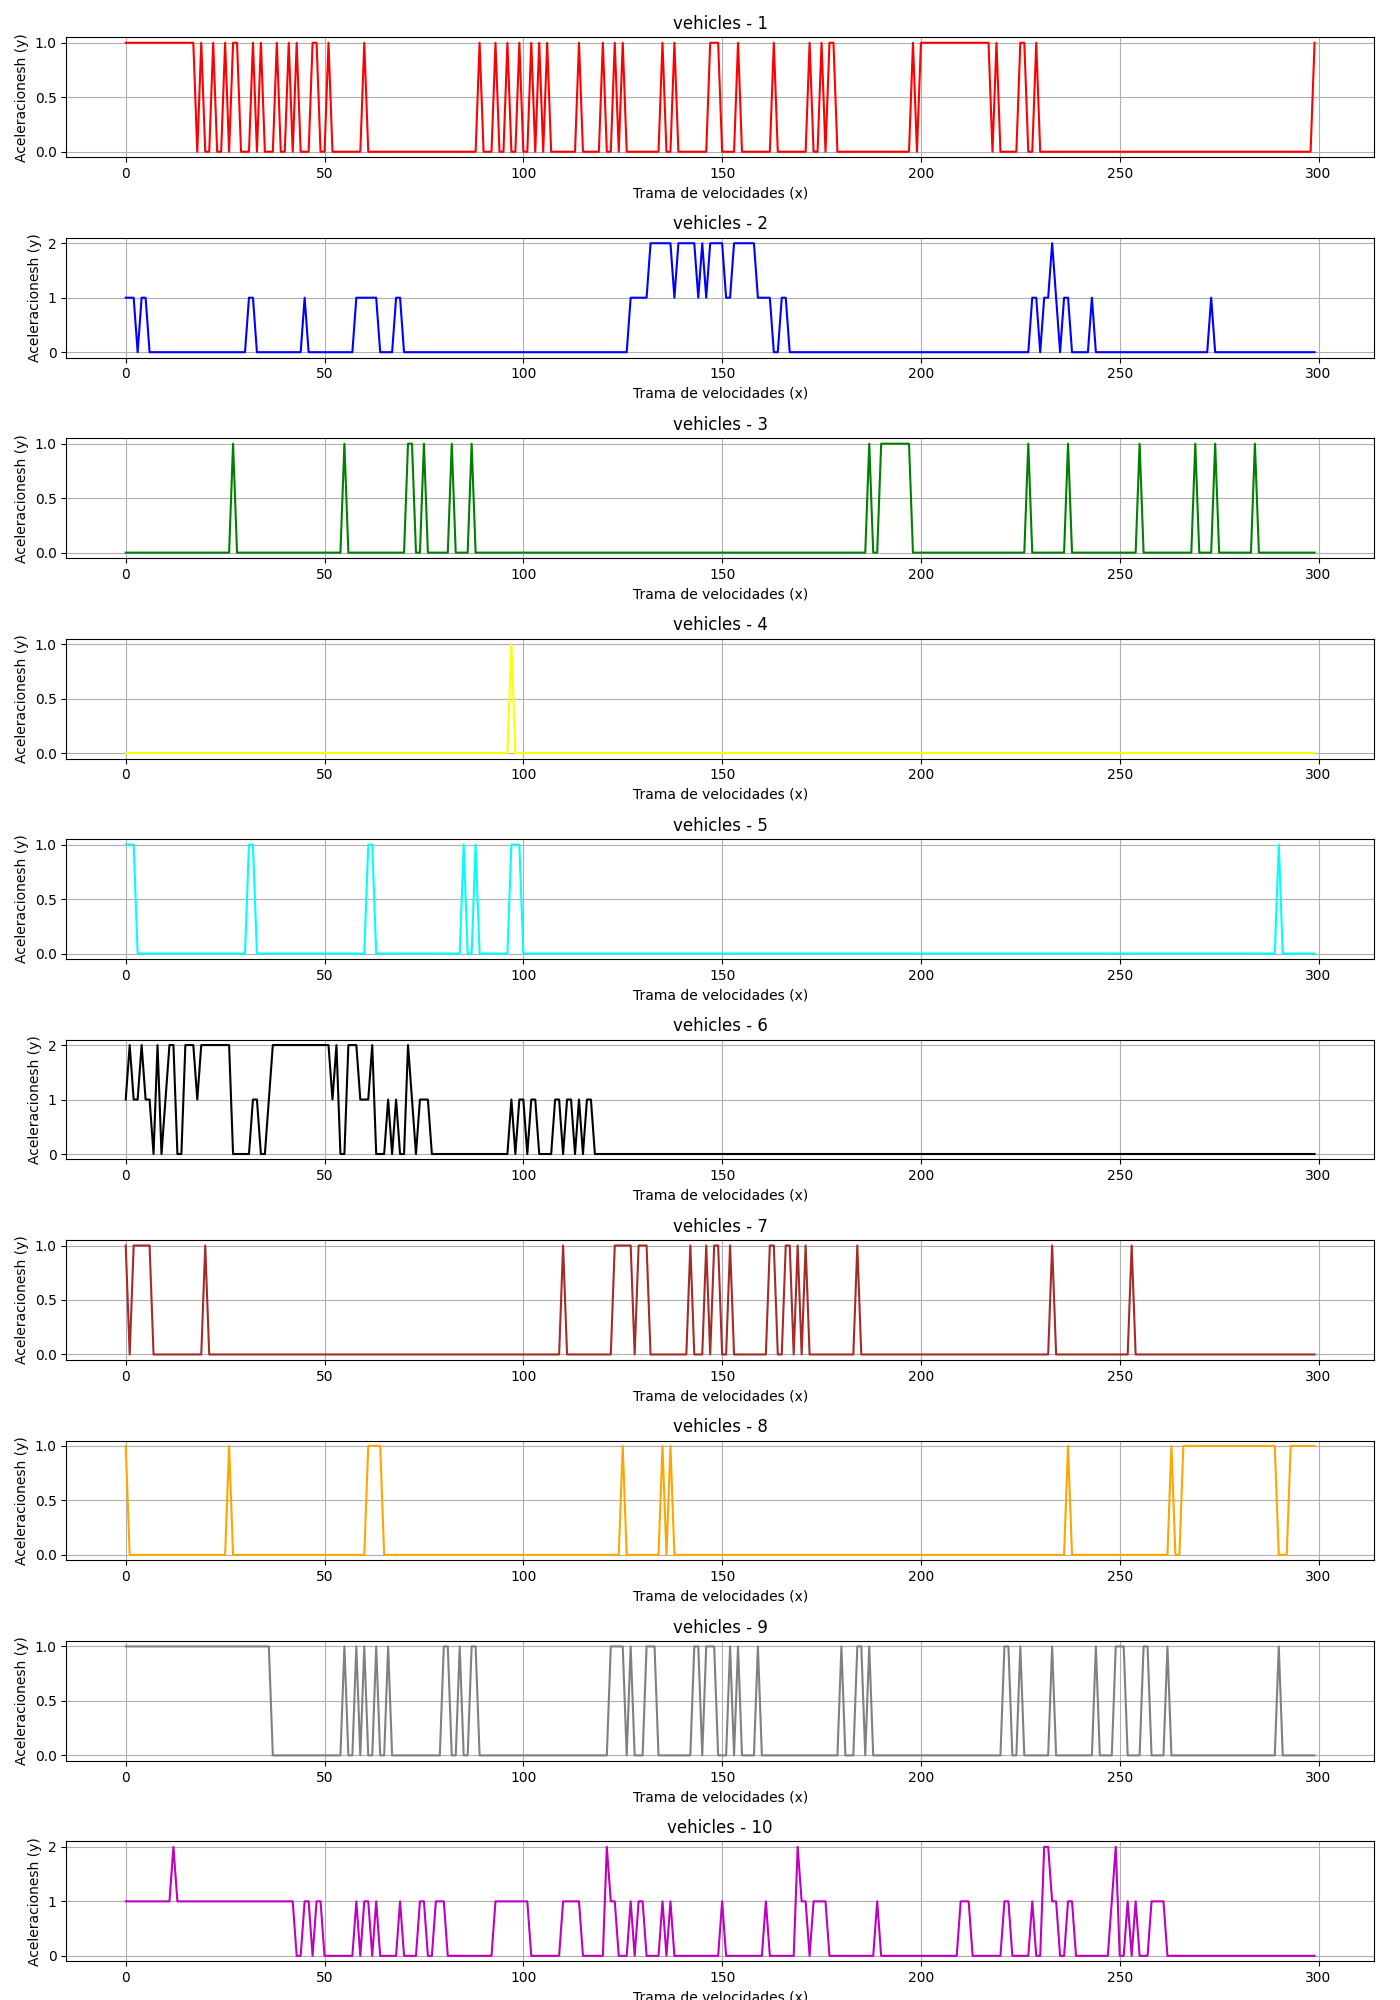 vehicles - 1
Aceleracionesh (y)
1.0
0.5
0.0
0 50 100 150 200 250 300
Trama de velocidades (x)
vehicles - 2
Aceleracionesh (y)
2
1
0
0 50 100 150 200 250 300
Trama de velocidades (x)
vehicles - 3
Aceleracionesh (y)
1.0
0.5
0.0
0 50 100 150 200 250 300
Trama de velocidades (x)
vehicles - 4
Aceleracionesh (y)
1.0
0.5
0.0
0 50 100 150 200 250 300
Trama de velocidades (x)
vehicles - 5
Aceleracionesh (y)
1.0
0.5
0.0
0 50 100 150 200 250 300
Trama de velocidades (x)
vehicles - 6
Aceleracionesh (y)
2
1
0
0 50 100 150 200 250 300
Trama de velocidades (x)
vehicles - 7
Aceleracionesh (y)
1.0
0.5
0.0
0 50 100 150 200 250 300
Trama de velocidades (x)
vehicles - 8
Aceleracionesh (y)
1.0
0.5
0.0
0 50 100 150 200 250 300
Trama de velocidades (x)
vehicles - 9
Aceleracionesh (y)
1.0
0.5
0.0
0 50 100 150 200 250 300
Trama de velocidades (x)
vehicles - 10
Aceleracionesh (y)
2
1
0
0 50 100 150 200 250 300
Trama de velocidades (x)